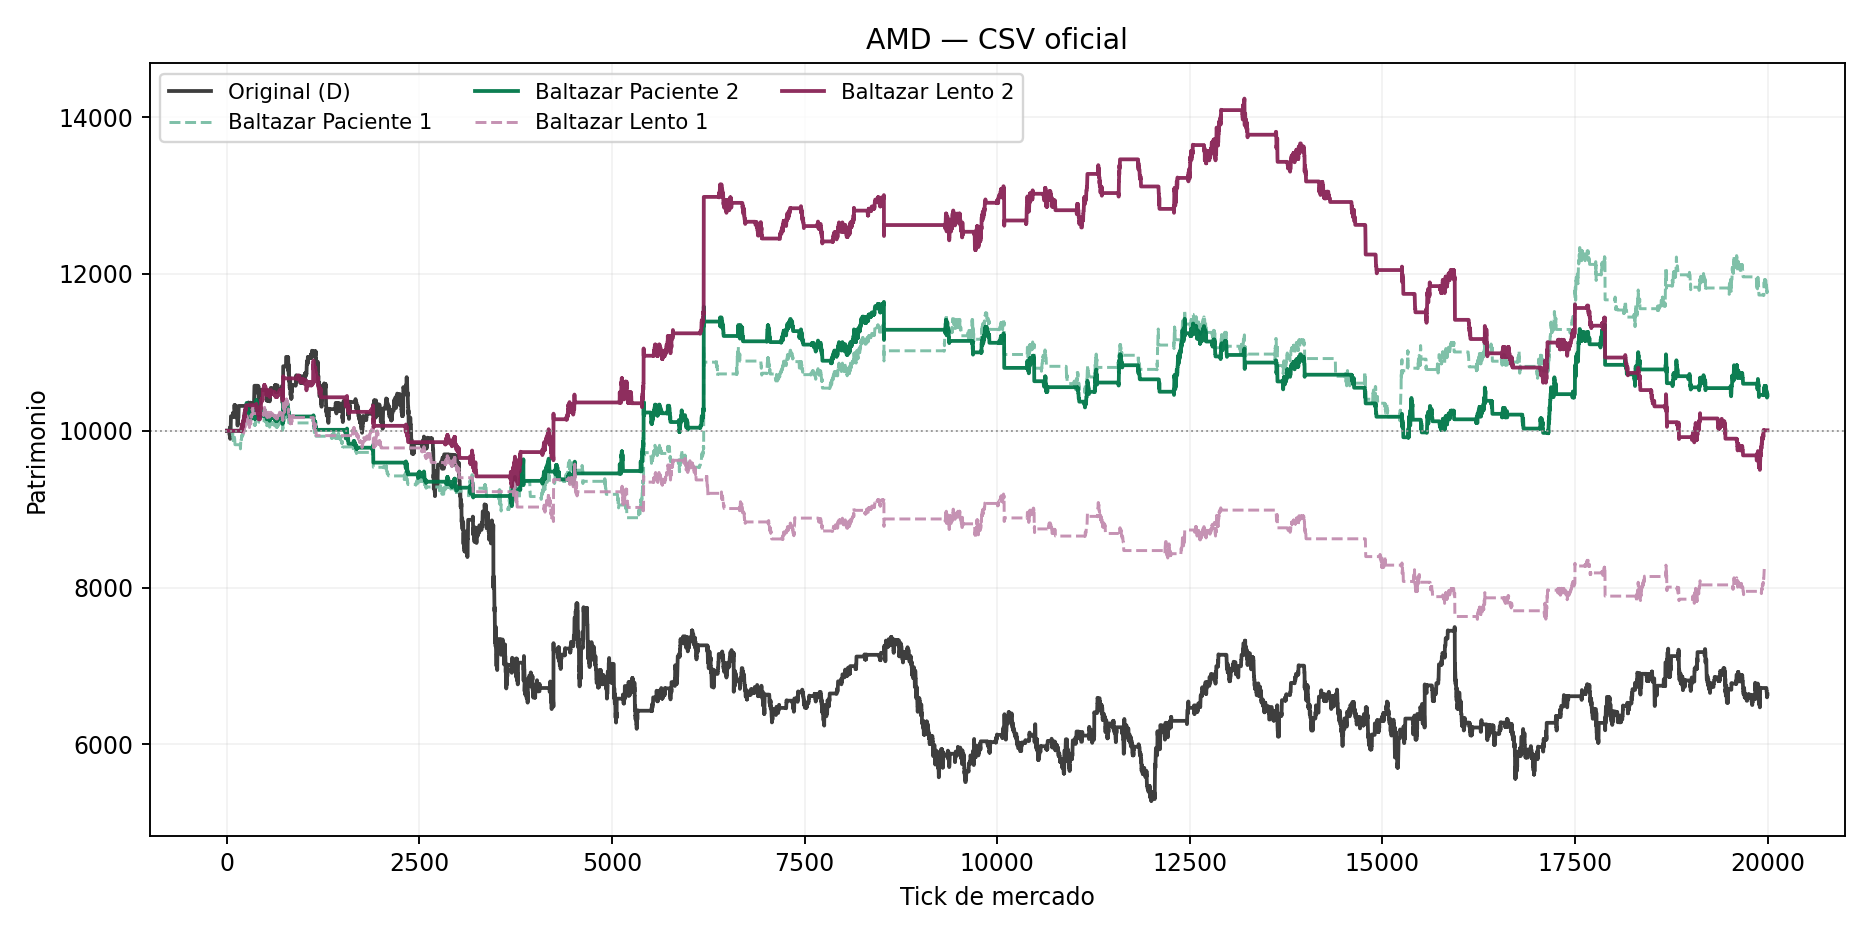 AMD — CSV oficial
Original (D)
Baltazar Paciente 1
Baltazar Paciente 2
Baltazar Lento 1
Baltazar Lento 2
Patrimonio
14000
12000
10000
8000
6000
0 2500 5000 7500 10000 12500 15000 17500 20000
Tick de mercado